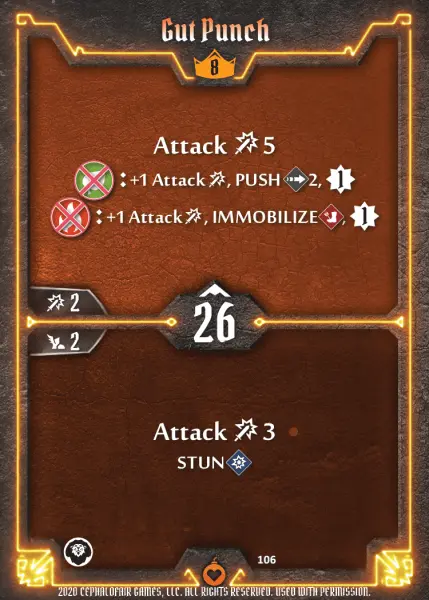 Gut Punch
8
Attack 5
: +1 Attack, PUSH 2, 1
: +1 Attack, IMMOBILIZE, 1
2
26
2
Attack 3
STUN
106
2020 CEPHALOFAIR GAMES, LLC. ALL RIGHTS RESERVED. USED WITH PERMISSION.